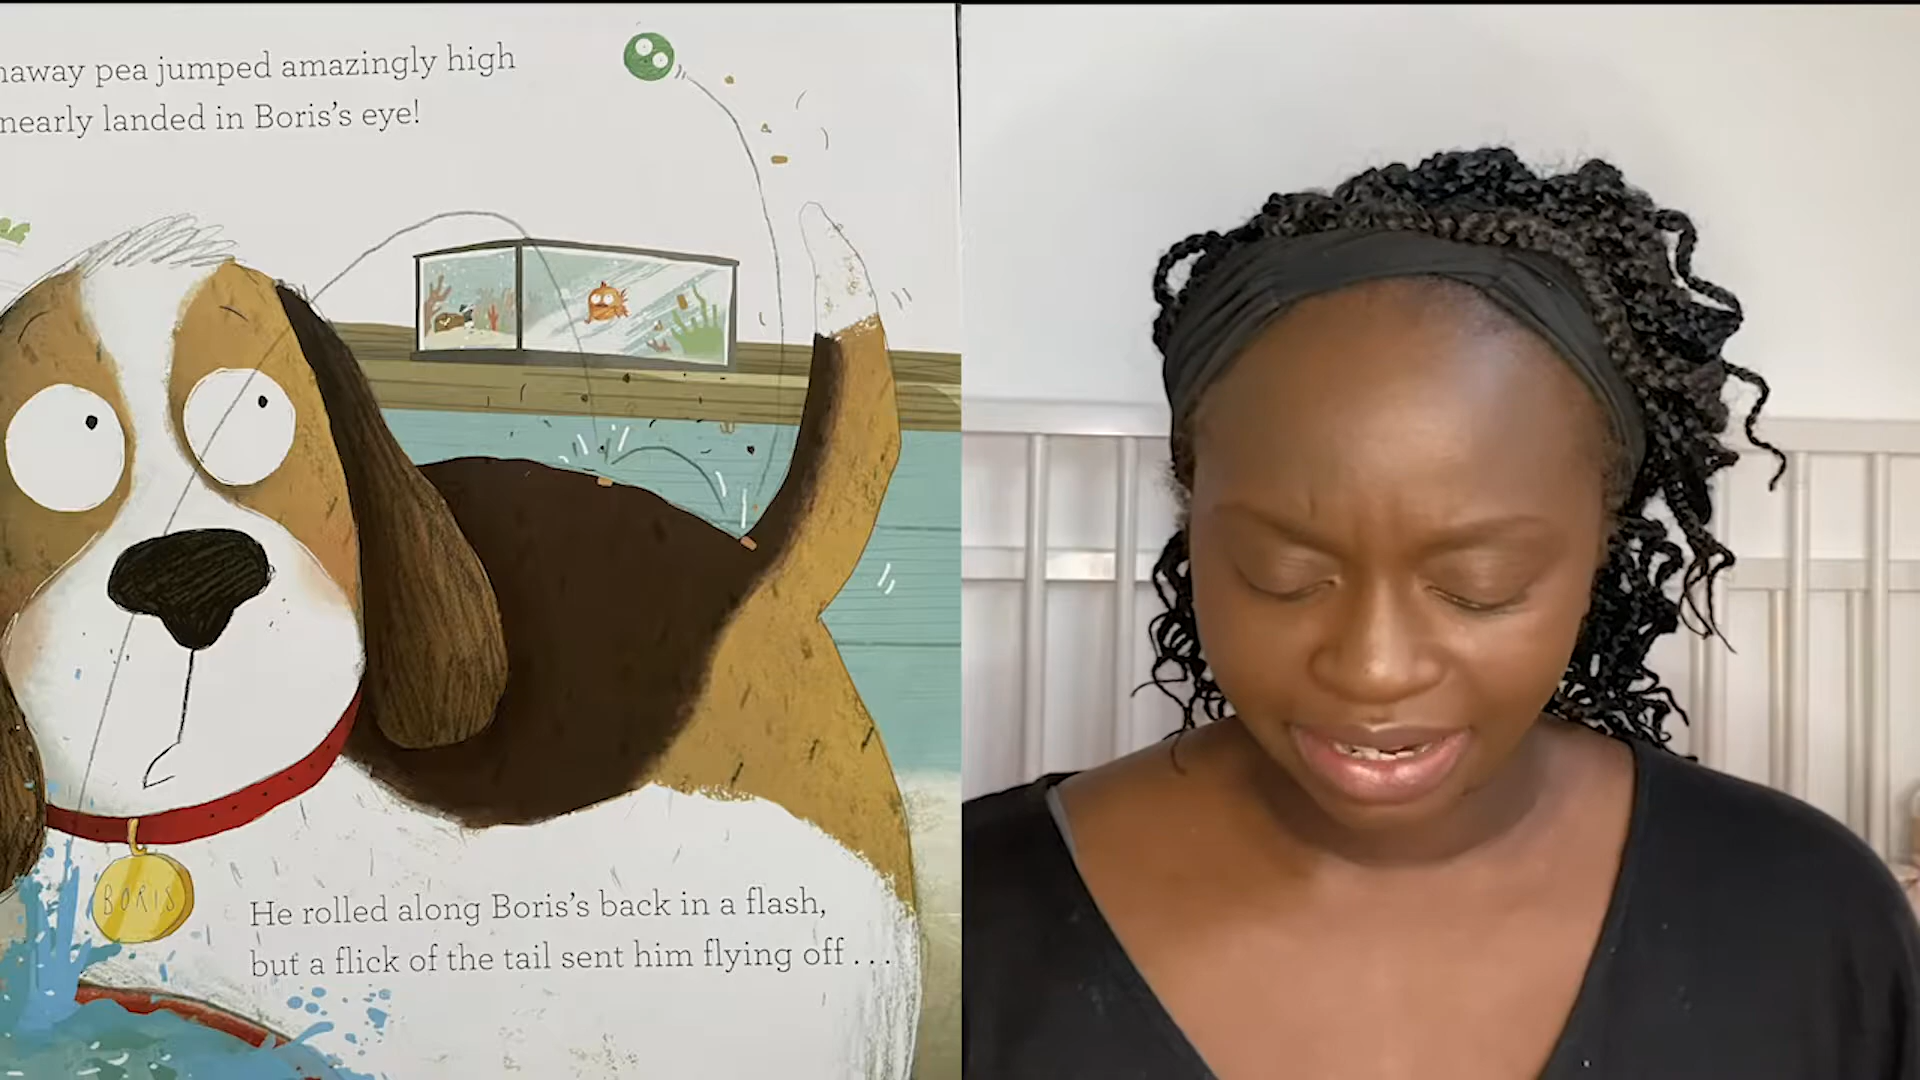 away pea jumped amazingly high
nearly landed in Boris's eye!
BORIS
He rolled along Boris's back in a flash,
but a flick of the tail sent him flying off . . .